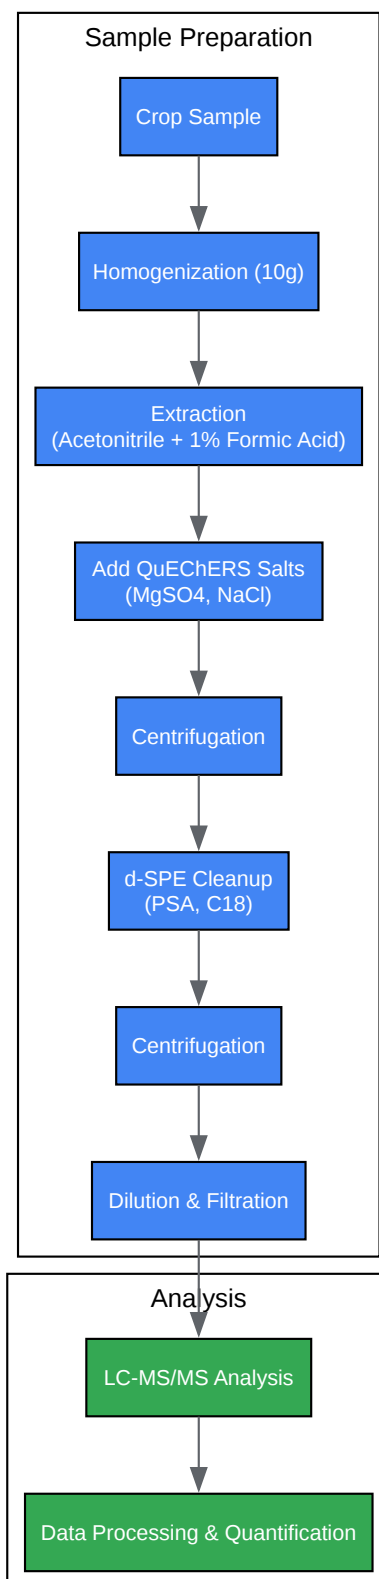 Sample Preparation
Crop Sample
Homogenization (10g)
Extraction
(Acetonitrile + 1% Formic Acid)
Add QuEChERS Salts
(MgSO4, NaCl)
Centrifugation
d-SPE Cleanup
(PSA, C18)
Centrifugation
Dilution & Filtration
Analysis
LC-MS/MS Analysis
Data Processing & Quantification